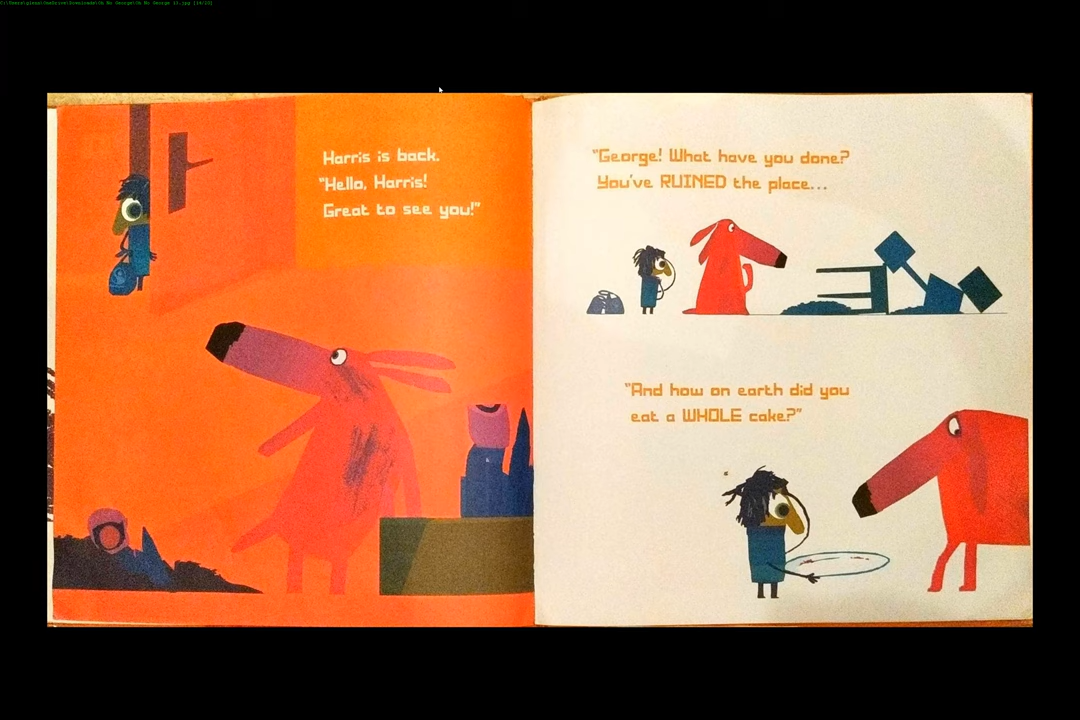 Harris is back.
"Hello, Harris!
Great to see you!"
"George! What have you done?
You've RUINED the place...
"And how on earth did you
eat a WHOLE cake?"